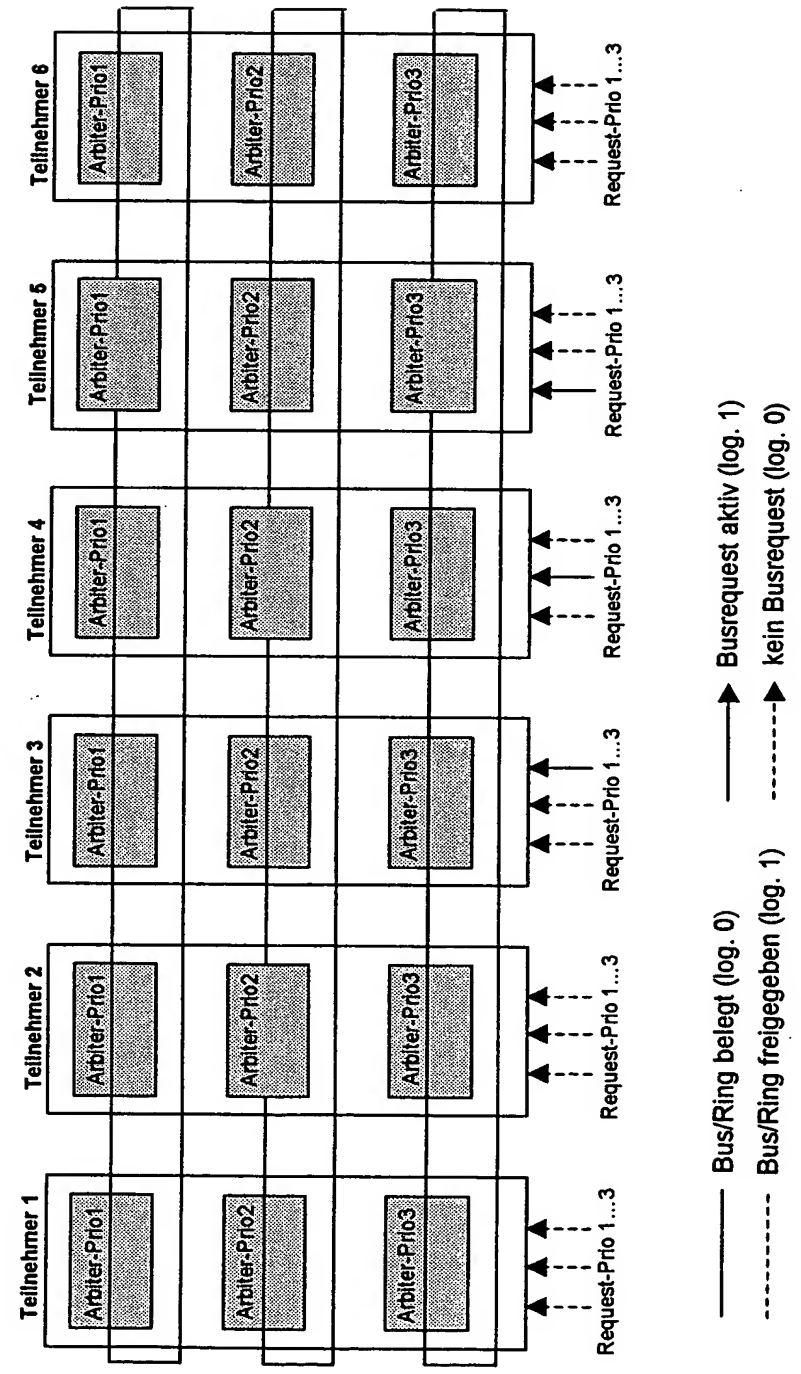 Teilnehmer 1
Arbiter-Prio1
Arbiter-Prio2
Arbiter-Prio3
Request-Prio 1...3
Teilnehmer 2
Arbiter-Prio1
Arbiter-Prio2
Arbiter-Prio3
Request-Prio 1...3
Teilnehmer 3
Arbiter-Prio1
Arbiter-Prio2
Arbiter-Prio3
Request-Prio 1...3
Teilnehmer 4
Arbiter-Prio1
Arbiter-Prio2
Arbiter-Prio3
Request-Prio 1...3
Teilnehmer 5
Arbiter-Prio1
Arbiter-Prio2
Arbiter-Prio3
Request-Prio 1...3
Teilnehmer 6
Arbiter-Prio1
Arbiter-Prio2
Arbiter-Prio3
Request-Prio 1...3
Bus/Ring belegt (log. 0)
Bus/Ring freigegeben (log. 1)
Busrequest aktiv (log. 1)
kein Busrequest (log. 0)